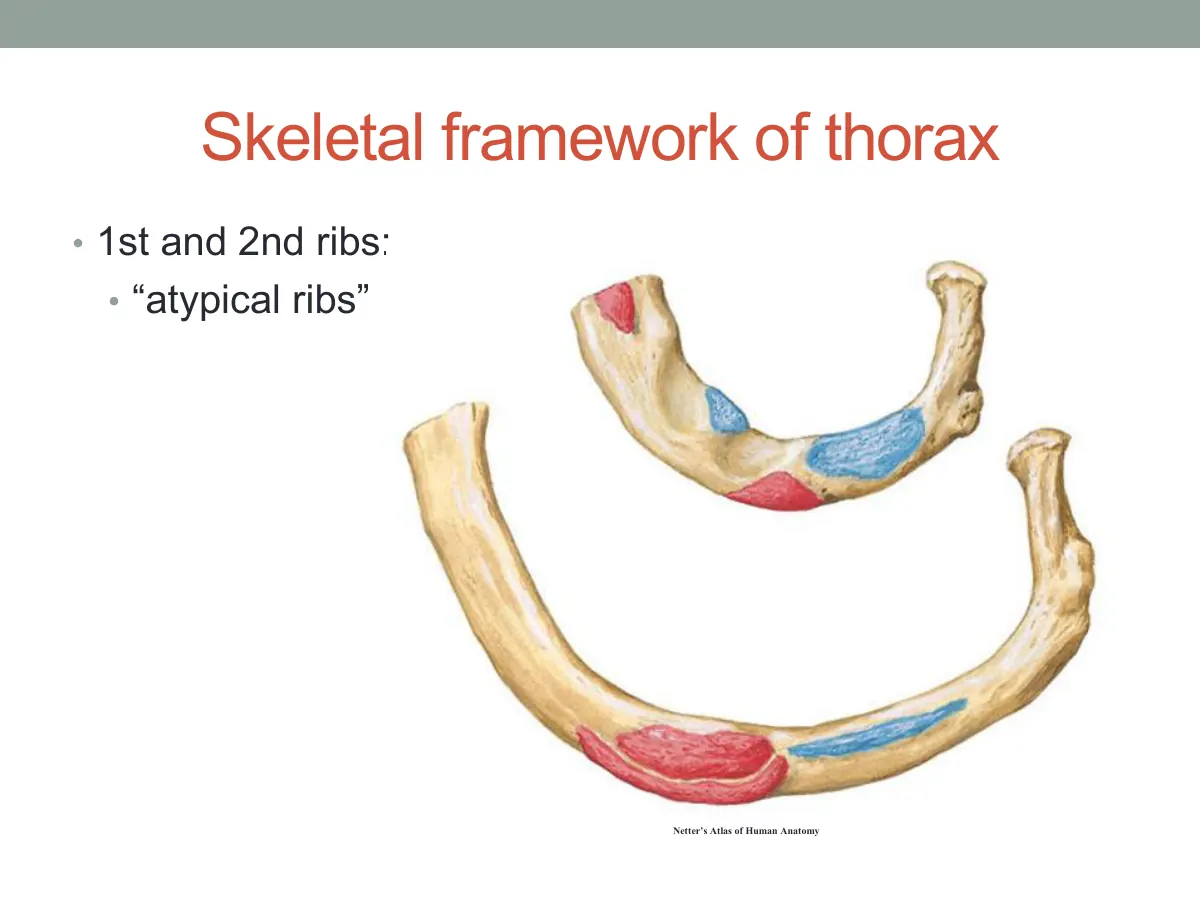 Skeletal framework of thorax
• 1st and 2nd ribs:
• “atypical ribs”
Netter’s Atlas of Human Anatomy